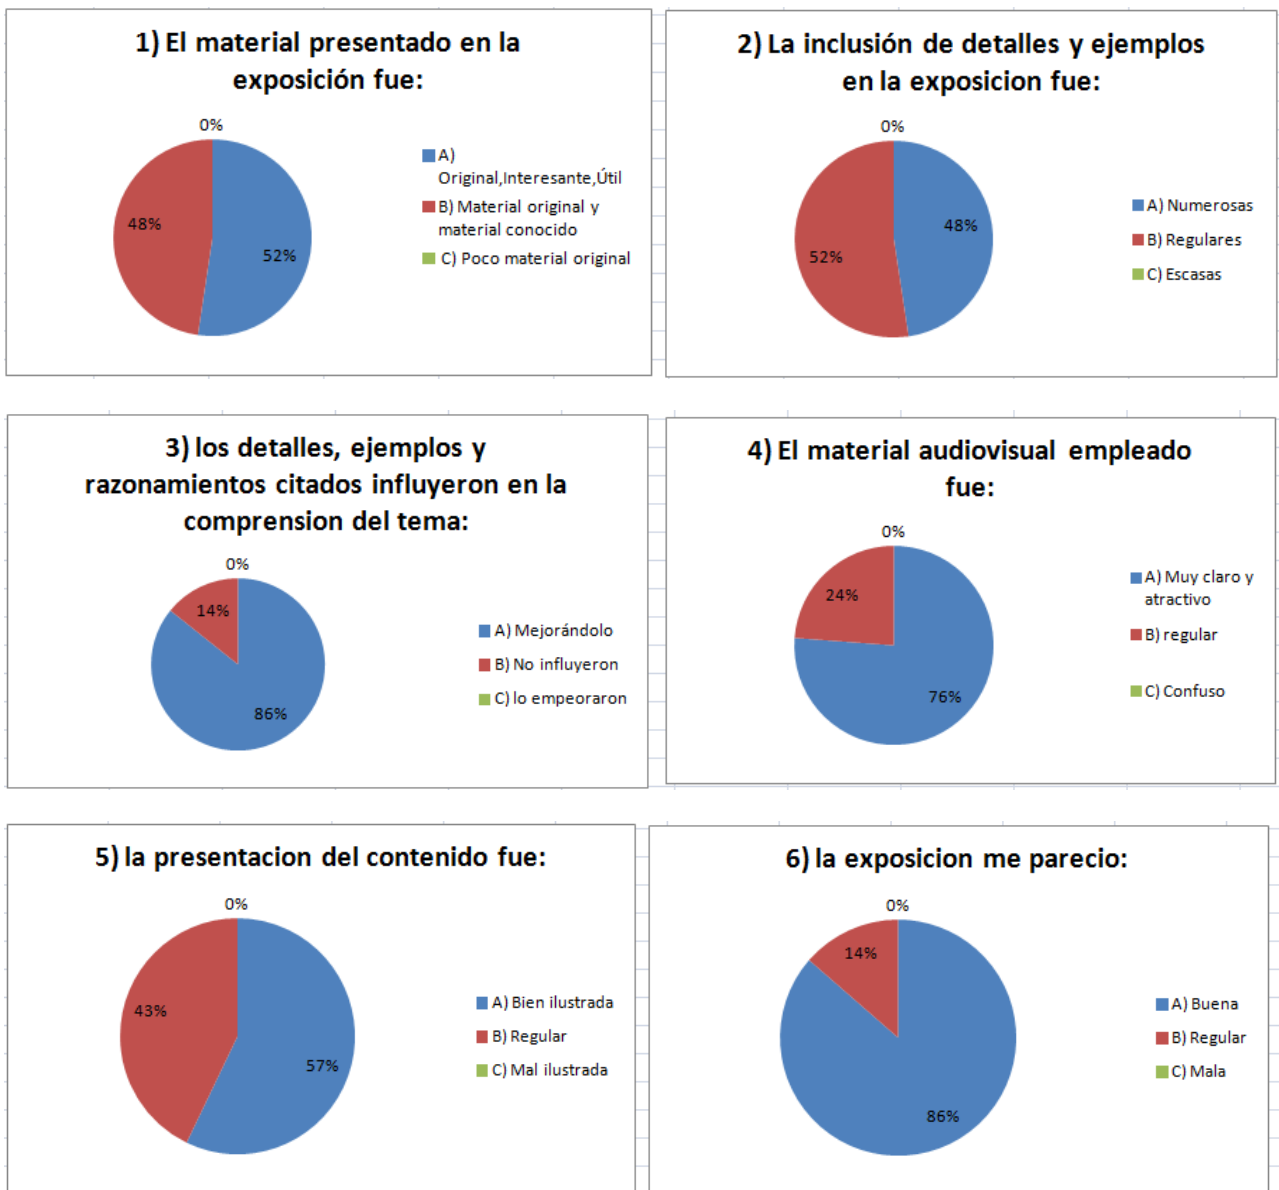 1) El material presentado en la
exposición fue:
0%
48%
52%
A)
Original,Interesante,Útil
B) Material original y
material conocido
C) Poco material original
2) La inclusión de detalles y ejemplos
en la exposicion fue:
0%
48%
52%
A) Numerosas
B) Regulares
C) Escasas
3) los detalles, ejemplos y
razonamientos citados influyeron en la
comprension del tema:
0%
14%
86%
A) Mejorándolo
B) No influyeron
C) lo empeoraron
4) El material audiovisual empleado
fue:
0%
24%
76%
A) Muy claro y
atractivo
B) regular
C) Confuso
5) la presentacion del contenido fue:
0%
43%
57%
A) Bien ilustrada
B) Regular
C) Mal ilustrada
6) la exposicion me parecio:
0%
14%
86%
A) Buena
B) Regular
C) Mala